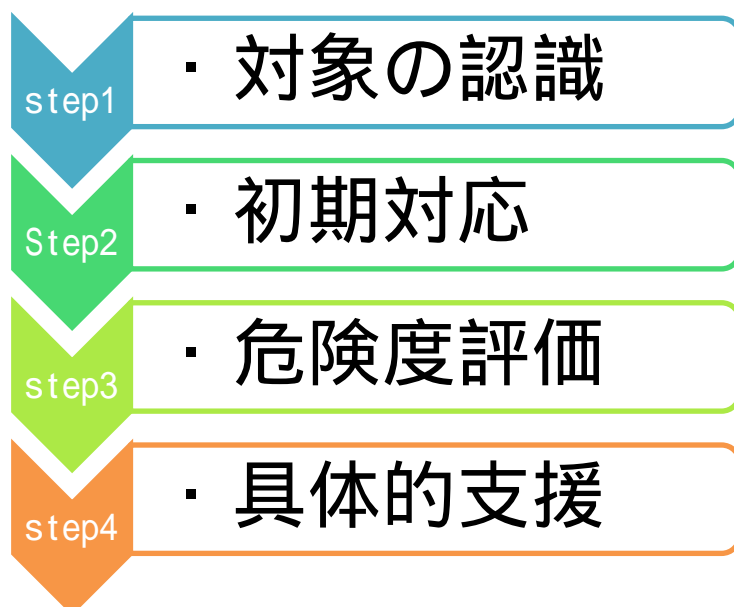 step1
・対象の認識
Step2
・初期対応
step3
・危険度評価
step4
・具体的支援